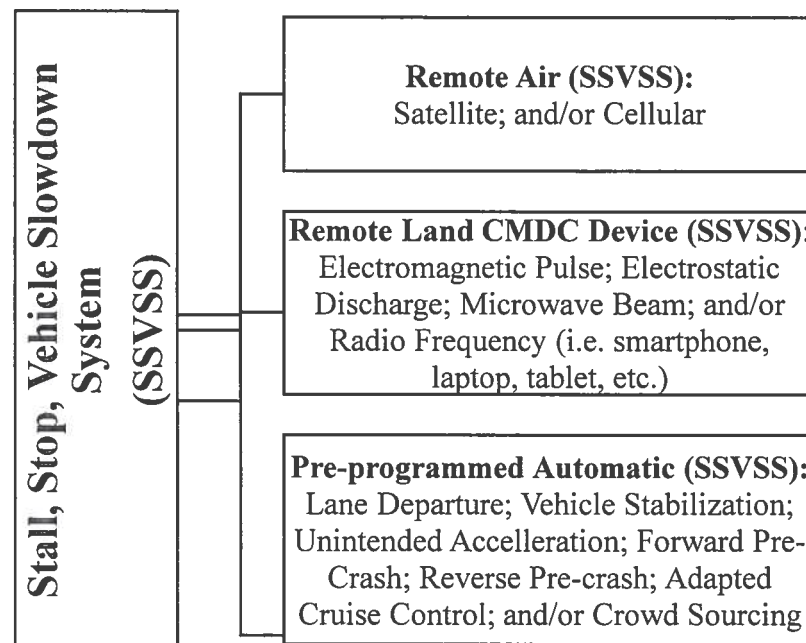 Stall, Stop, Vehicle Slowdown
System
(SSVSS)
Remote Air (SSVSS):
Satellite; and/or Cellular
Remote Land CMDC Device (SSVSS):
Electromagnetic Pulse; Electrostatic
Discharge; Microwave Beam; and/or
Radio Frequency (i.e. smartphone,
laptop, tablet, etc.)
Pre-programmed Automatic (SSVSS):
Lane Departure; Vehicle Stabilization;
Unintended Accelleration; Forward Pre-
Crash; Reverse Pre-crash; Adapted
Cruise Control; and/or Crowd Sourcing